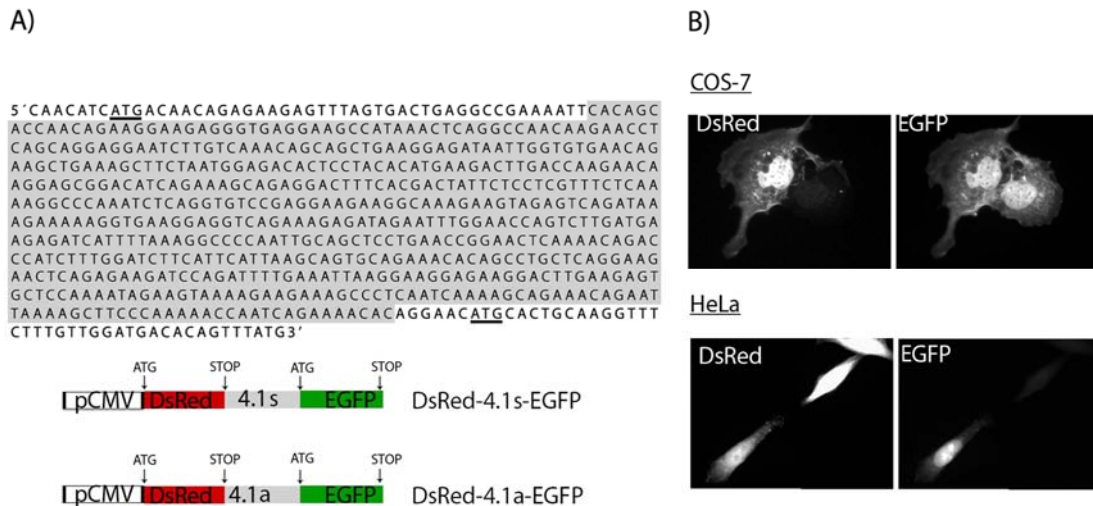 A)
5'CAACATCATGACAACAGAGAAGAGTTTAGTGACTGAGGCCGAAAATTCACAGC
ACCAACAGAAGGAAGAGGGTGAGGAAGCCATAAACTCAGGCCAACAAGAACCT
CAGCAGGAGGAATCTTGTCAAACAGCAGCTGAAGGAGATAATTGGTGTGAACAG
AAGCTGAAAGCTTCTAATGGAGACACTCCTACACATGAAGACTTGACCAAGAACA
AGGAGCGGACATCAGAAAGCAGAGGACTTTCACGACTATTCTCCTCGTTTCTCAA
AAGGCCCAAATCTCAGGTGTCCGAGGAAGAAGGCAAAGAAGTAGAGTCAGATAA
AGAAAAAGGTGAAGGAGGTCAGAAAGAGATAGAATTTGGAACCAGTCTTGATGA
AGAGATCATTTTAAAGGCCCCAATTGCAGCTCCTGAACCGGAACTCAAAACAGAC
CCATCTTTGGATCTTCATTCATTAAGCAGTGCAGAAACACAGCCTGCTCAGGAAG
AACTCAGAGAAGATCCAGATTTTGAAATTAAGGAAGGAGAAGGACTTGAAGAGT
GCTCCAAAATAGAAGTAAAAGAAGAAAGCCCTCAATCAAAAGCAGAAACAGAAT
TAAAAGCTTCCCAAAAACCAATCAGAAAACACAGGAACATGCACTGCAAGGTTT
CTTTGTTGGATGACACAGTTTATG3'
ATG STOP ATG STOP
pCMV DsRed 4.1s EGFP DsRed-4.1s-EGFP
ATG STOP ATG STOP
pCMV DsRed 4.1a EGFP DsRed-4.1a-EGFP
B)
COS-7
DsRed EGFP
HeLa
DsRed EGFP